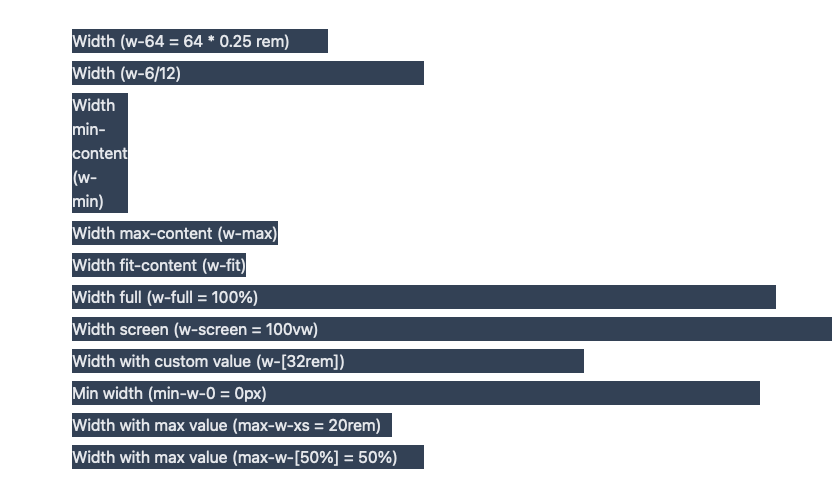 Width (w-64 = 64 * 0.25 rem)
Width (w-6/12)
Width
min-
content
(w-
min)
Width max-content (w-max)
Width fit-content (w-fit)
Width full (w-full = 100%)
Width screen (w-screen = 100vw)
Width with custom value (w-[32rem])
Min width (min-w-0 = 0px)
Width with max value (max-w-xs = 20rem)
Width with max value (max-w-[50%] = 50%)